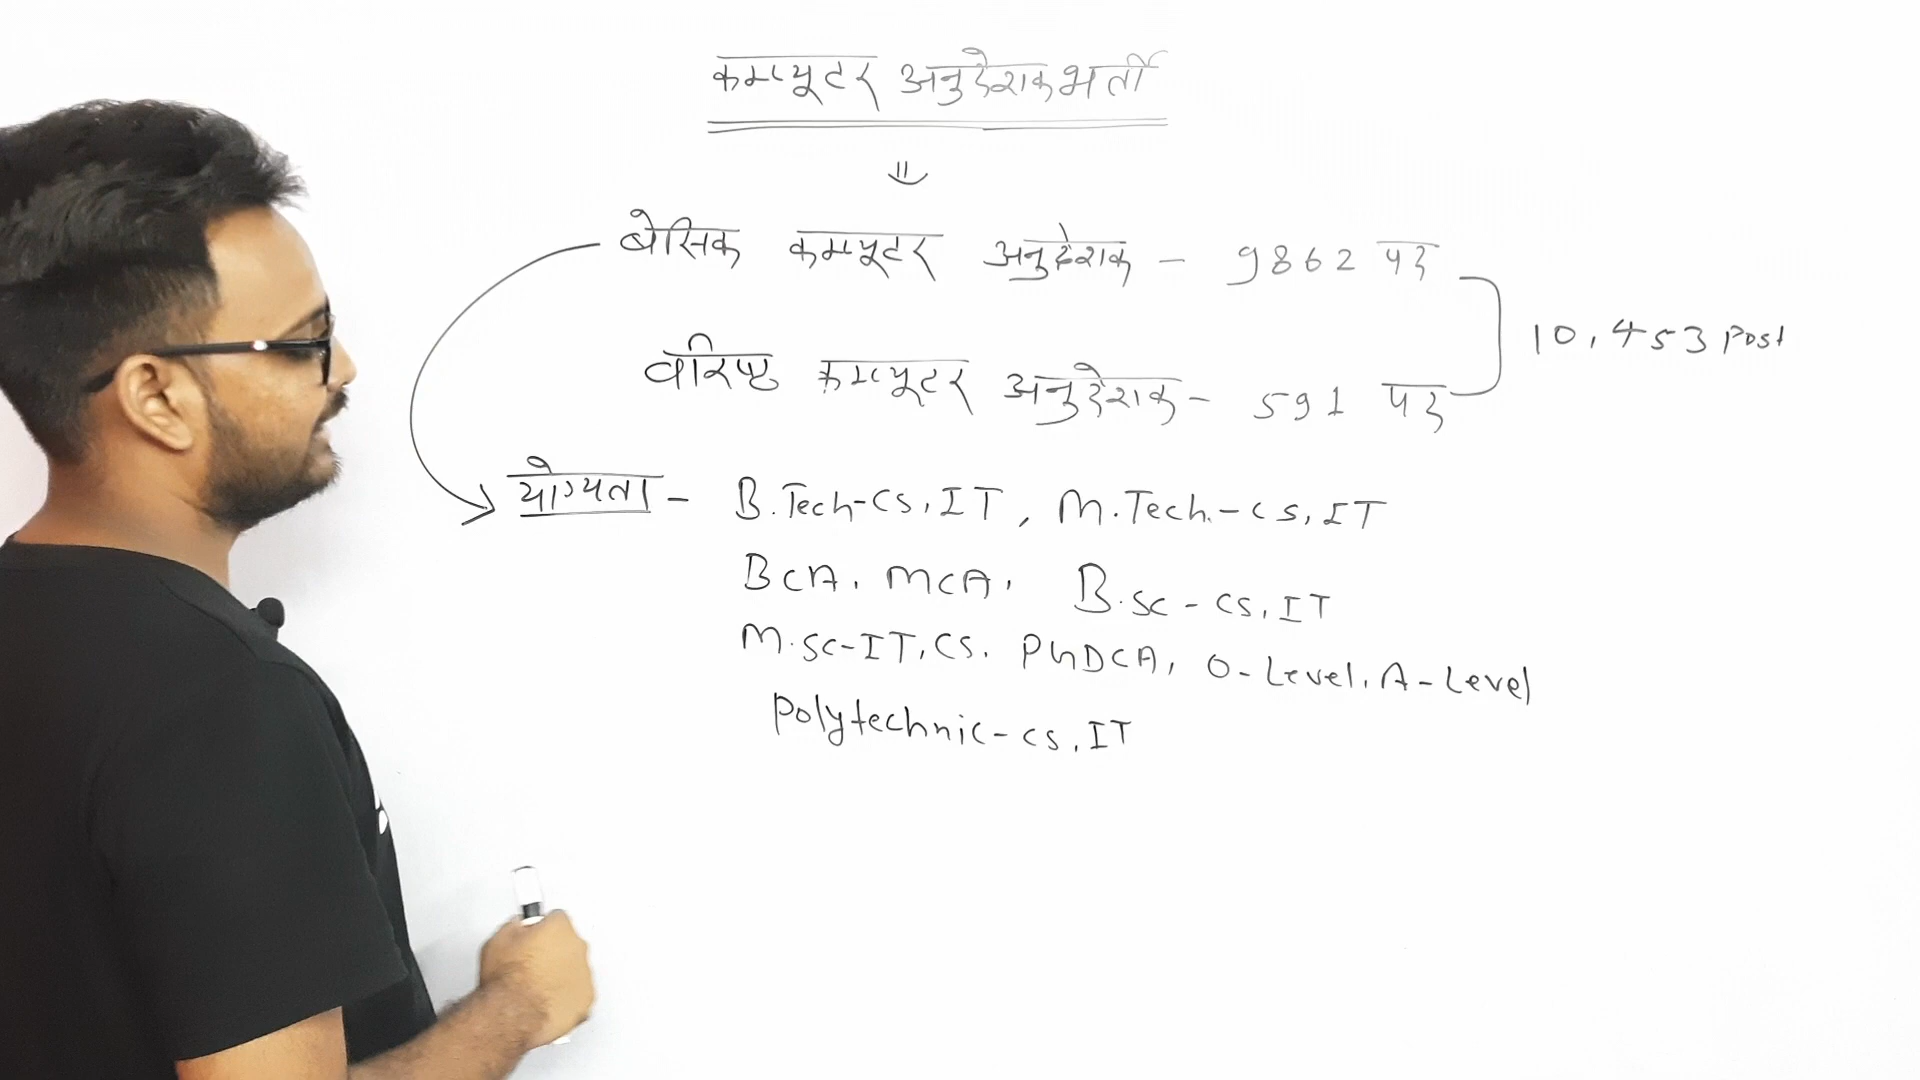 कम्प्यूटर अनुदेशक भर्ती
बेसिक कम्प्यूटर अनुदेशक - 9862 पद
वरिष्ठ कम्प्यूटर अनुदेशक - 591 पद
10,453 Post
योग्यता - B.Tech-CS, IT, M.Tech.-CS, IT
BCA, MCA, B.Sc - CS, IT
M.Sc-IT, CS, PGDCA, O-Level, A-Level
Polytechnic-CS, IT